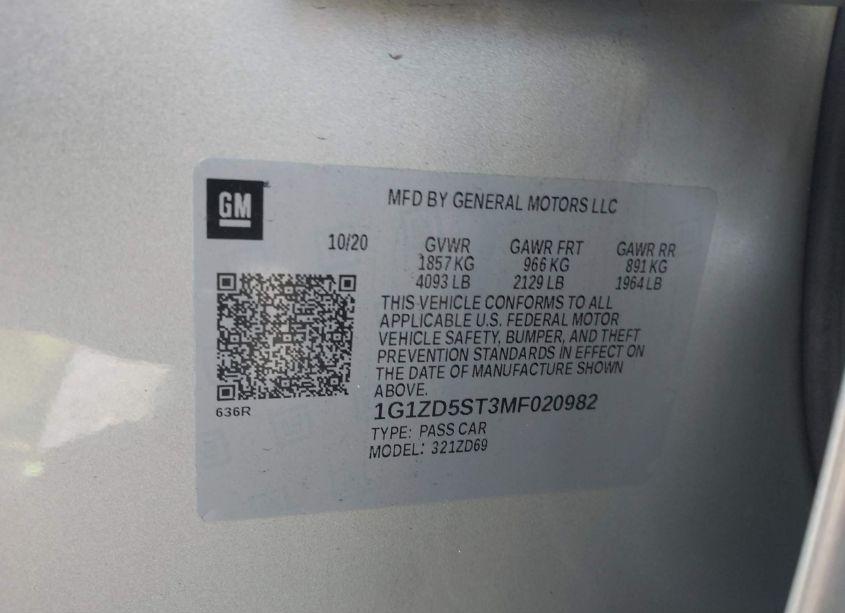 GM
MFD BY GENERAL MOTORS LLC
10/20 GVWR GAWR FRT GAWR RR
1857 KG 966 KG 891 KG
4093 LB 2129 LB 1964 LB
THIS VEHICLE CONFORMS TO ALL
APPLICABLE U.S. FEDERAL MOTOR
VEHICLE SAFETY, BUMPER, AND THEFT
PREVENTION STANDARDS IN EFFECT ON
THE DATE OF MANUFACTURE SHOWN
ABOVE.
636R
1G1ZD5ST3MF020982
TYPE: PASS CAR
MODEL: 321ZD69